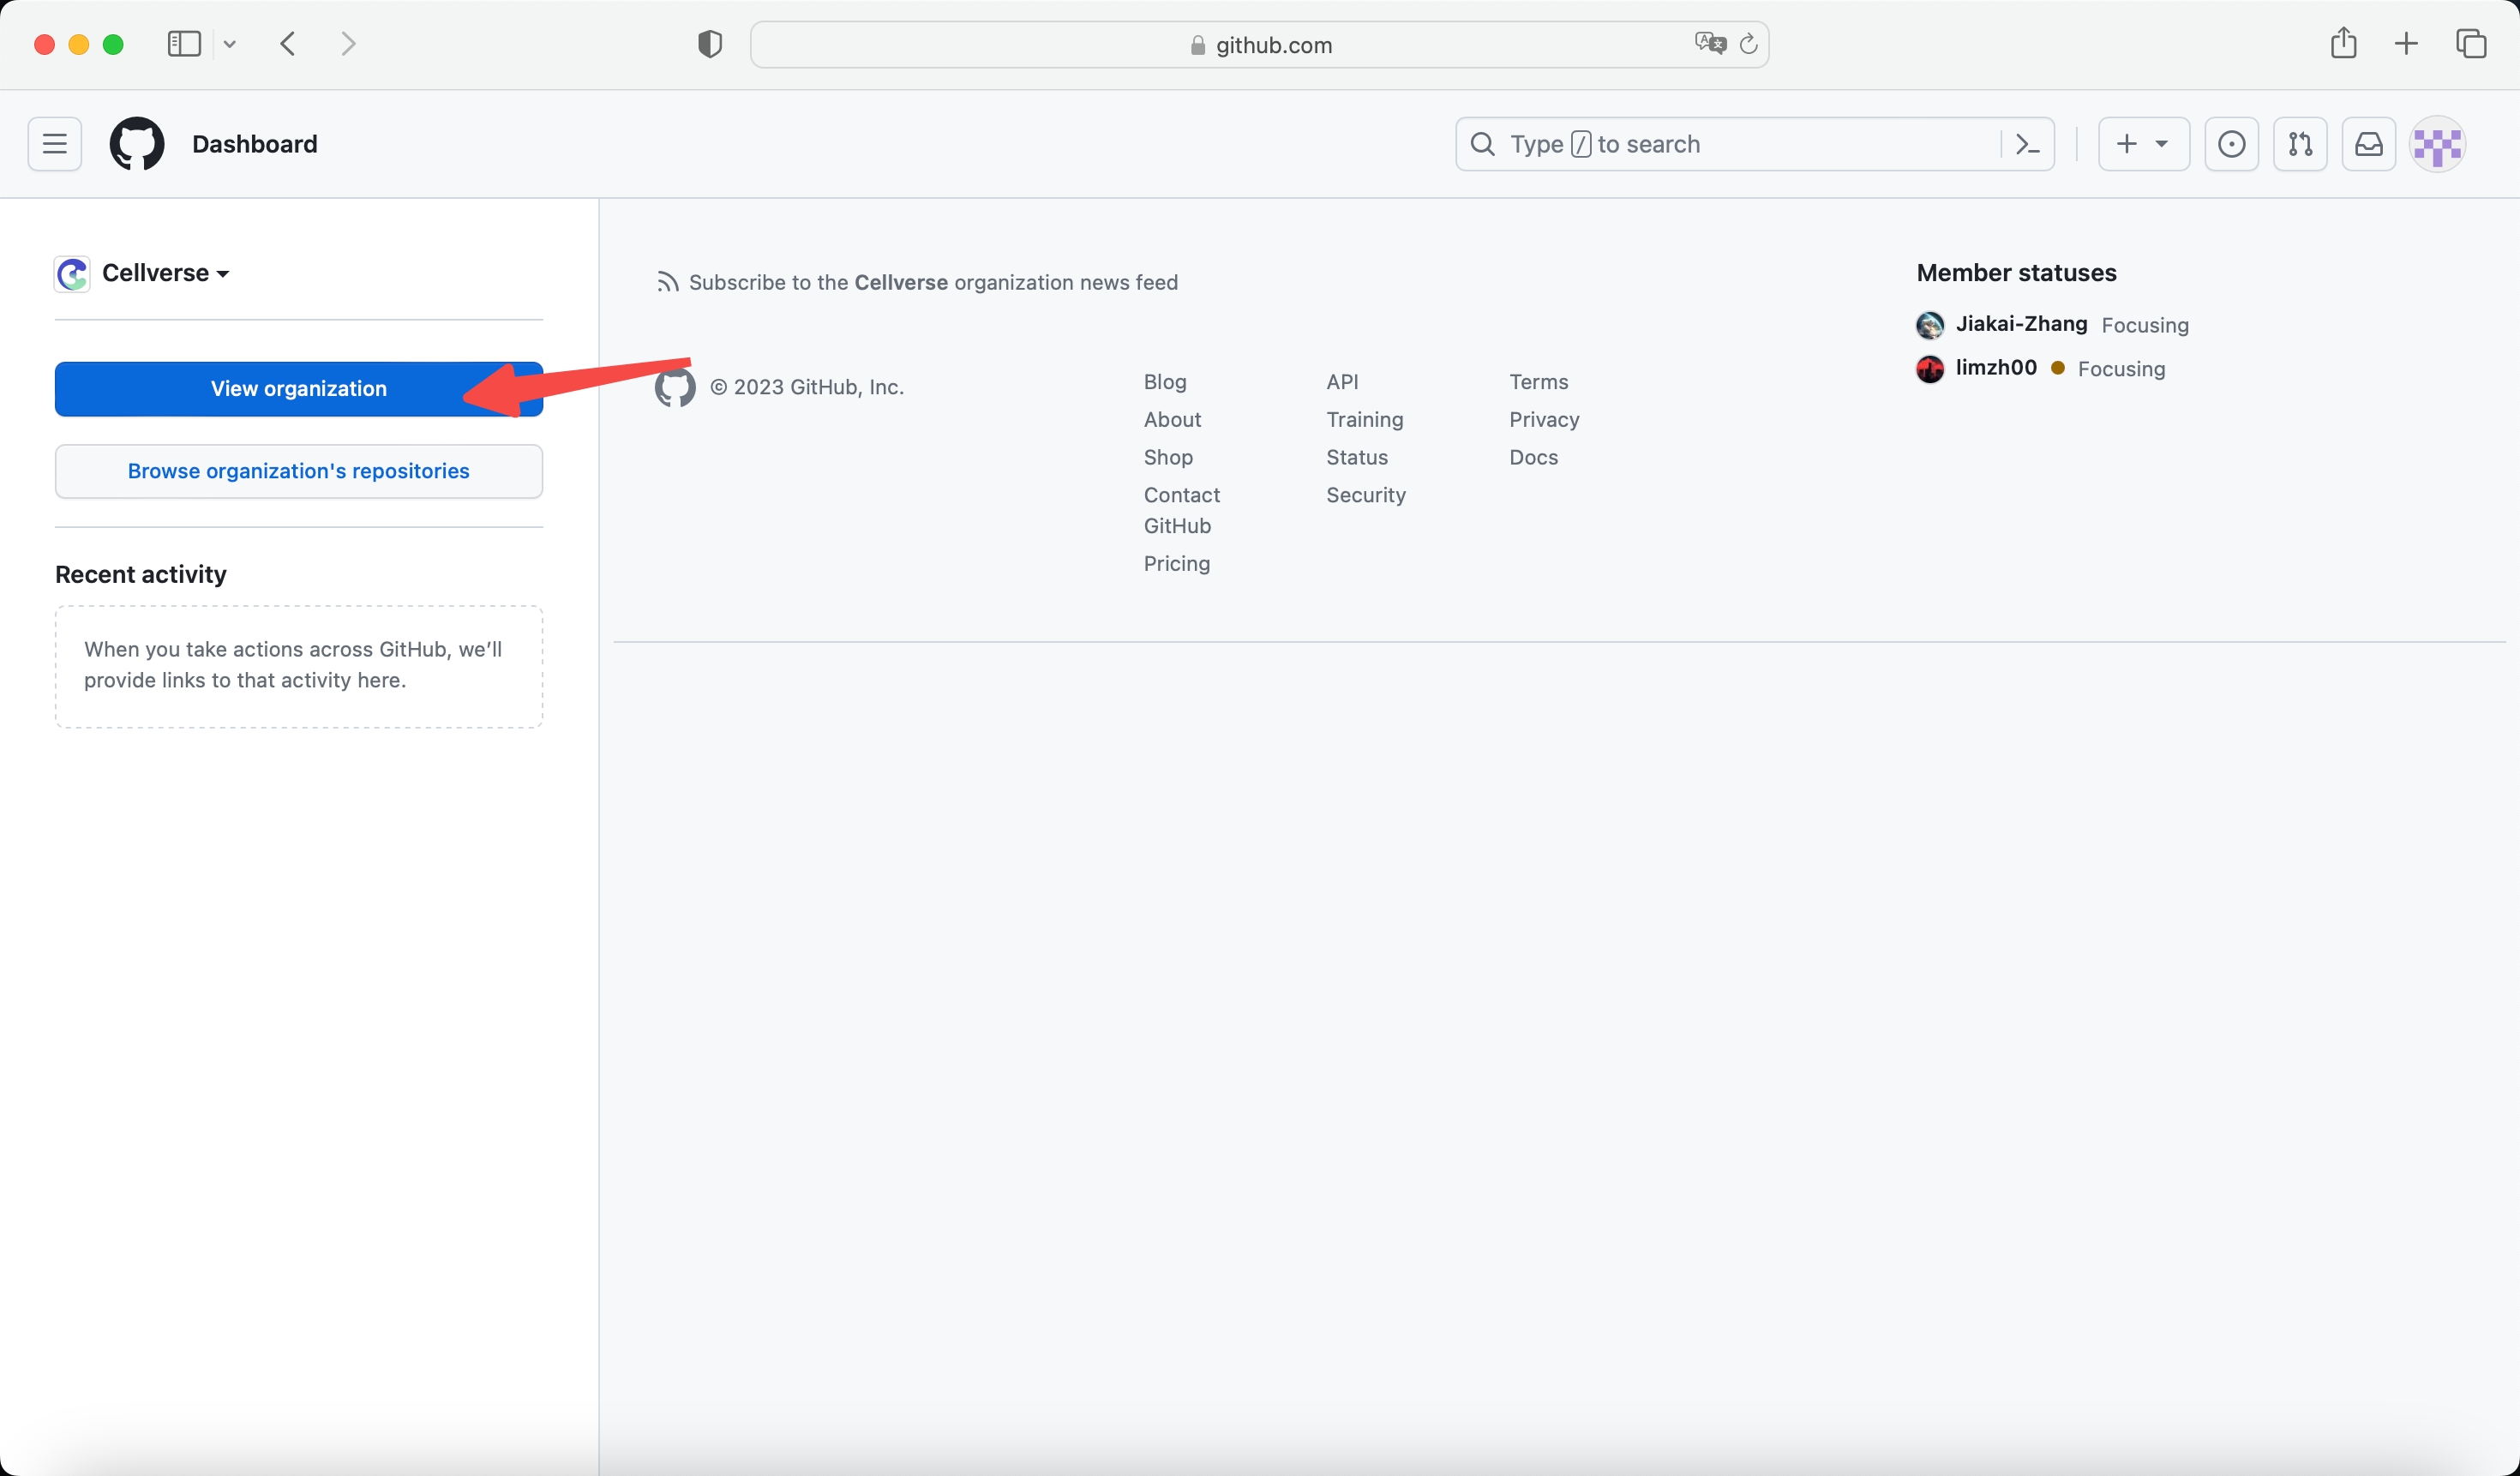 github.com
Dashboard
Type / to search
Cellverse
View organization
Browse organization's repositories
Recent activity
When you take actions across GitHub, we’ll
provide links to that activity here.
Subscribe to the Cellverse organization news feed
© 2023 GitHub, Inc.
Blog
About
Shop
Contact
GitHub
Pricing
API
Training
Status
Security
Terms
Privacy
Docs
Member statuses
Jiakai-Zhang Focusing
limzh00 Focusing